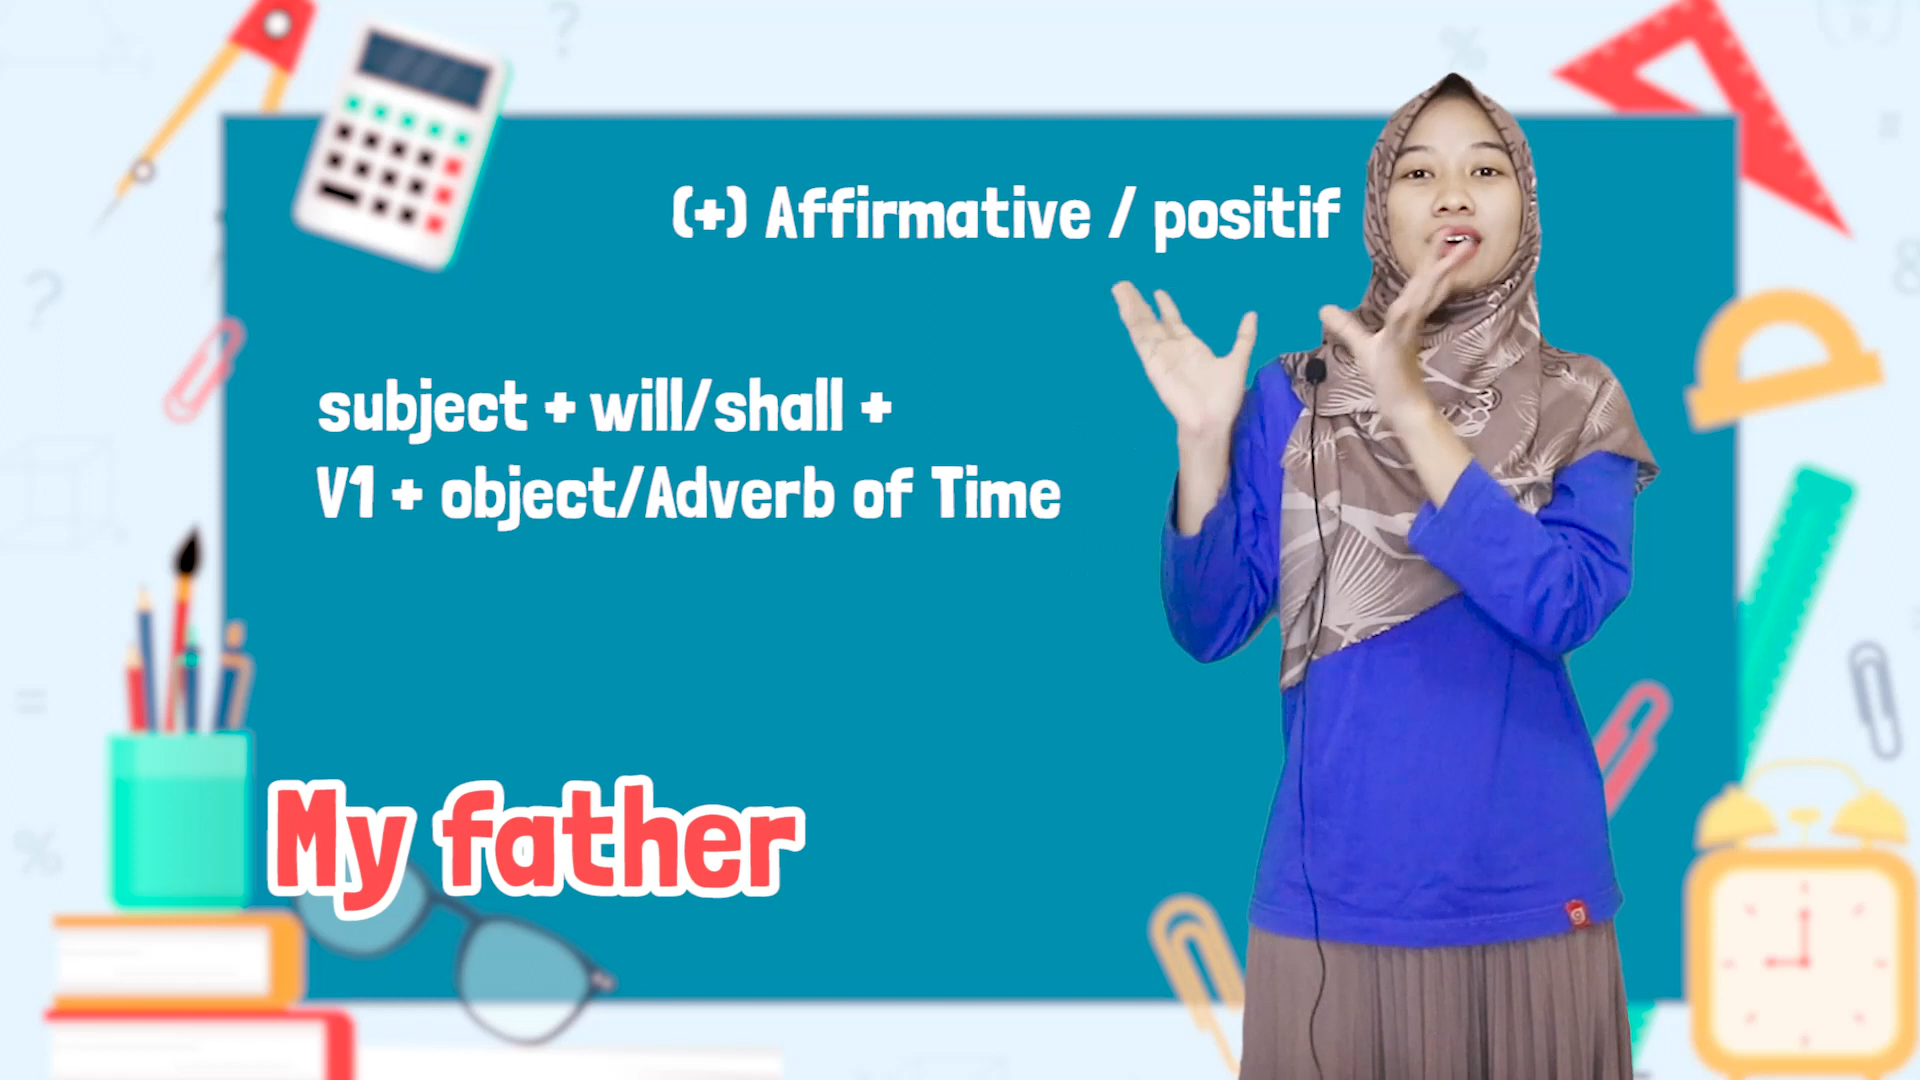 (+) Affirmative / positif
subject + will/shall +
V1 + object/Adverb of Time
My father